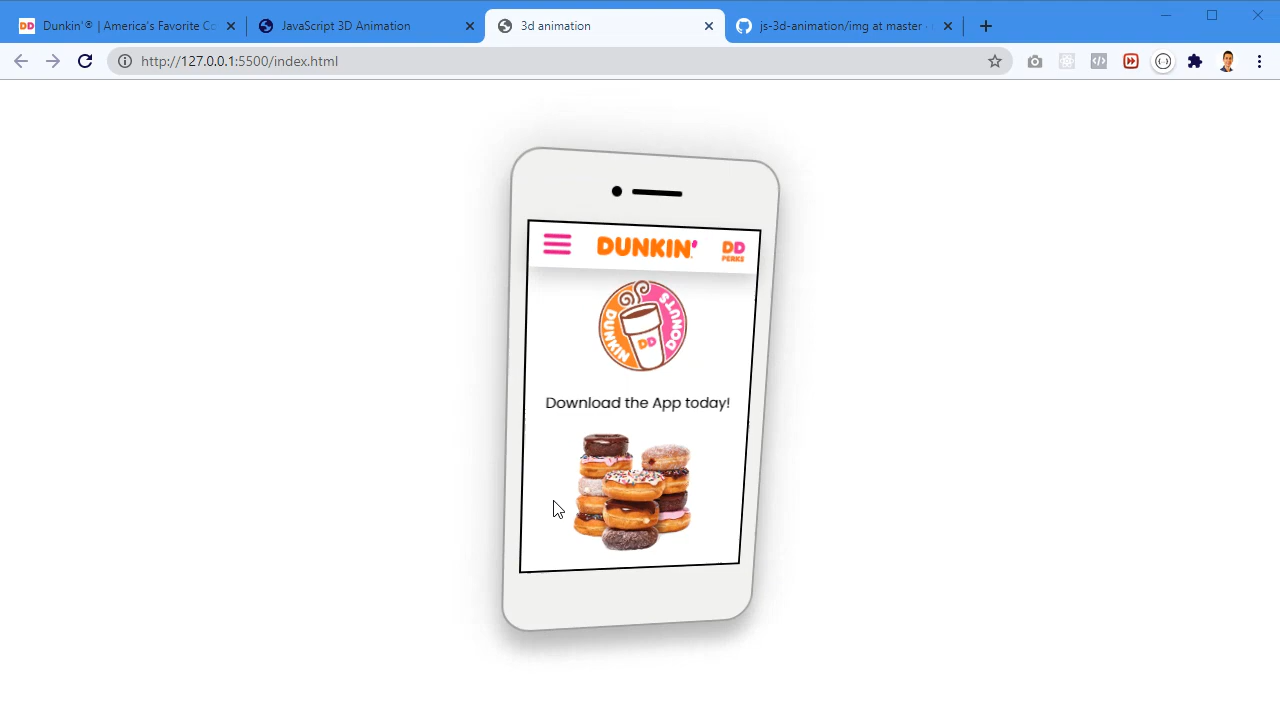 Dunkin'® | America's Favorite Co
JavaScript 3D Animation
3d animation
js-3d-animation/img at master ·
http://127.0.0.1:5500/index.html
DUNKIN'
DD
PERKS
DUNKIN DONUTS
DD
Download the App today!